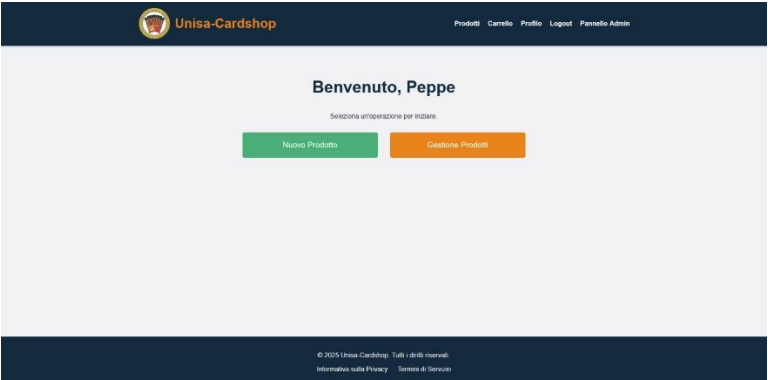 Unisa-Cardshop
Prodotti Carrello Profilo Logout Pannello Admin
Benvenuto, Peppe
Seleziona un'operazione per iniziare.
Nuovo Prodotto Gestione Prodotti
© 2025 Unisa-Cardshop. Tutti i diritti riservati.
Informativa sulla Privacy Termini di Servizio